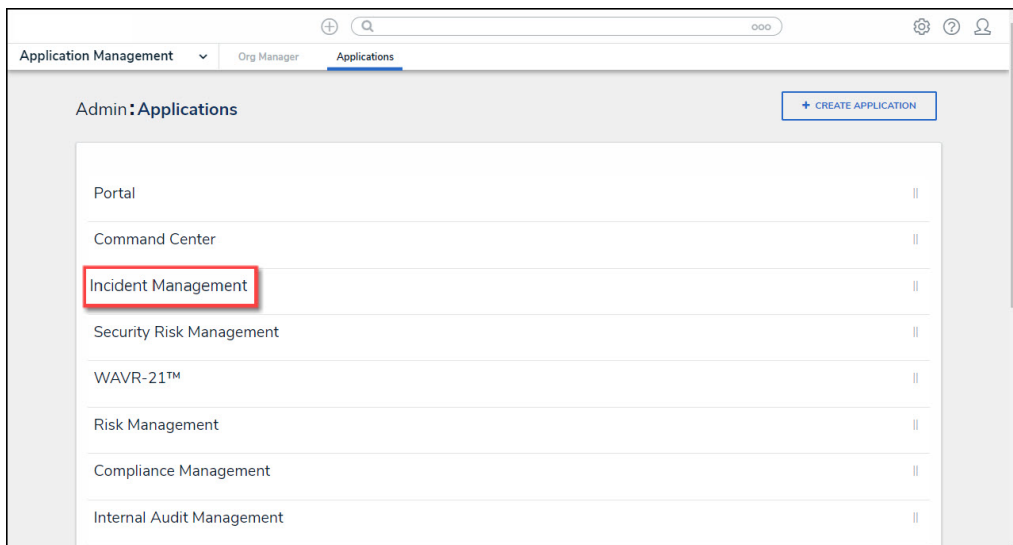 Application Management Org Manager Applications
Admin:Applications + CREATE APPLICATION
Portal
Command Center
Incident Management
Security Risk Management
WAVR-21™
Risk Management
Compliance Management
Internal Audit Management